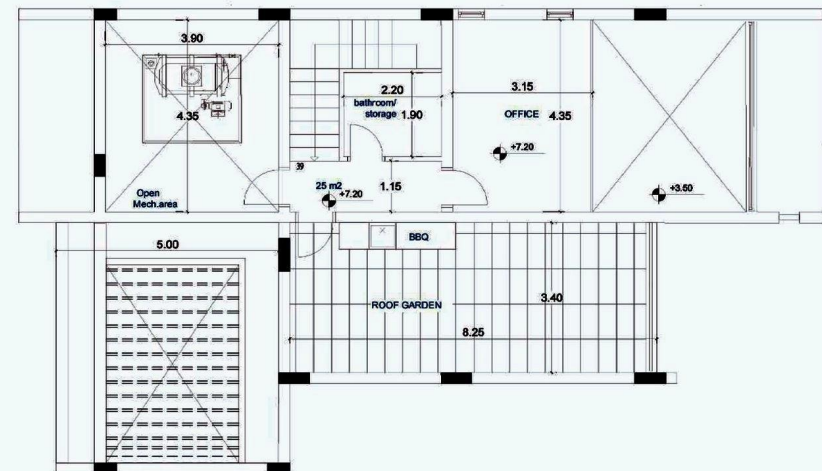 3.90
4.35
Open
Mech.area
2.20
bathroom/
storage
1.90
39
25 m2
+7.20
1.15
3.15
OFFICE
4.35
+7.20
+3.50
5.00
BBQ
ROOF GARDEN
3.40
8.25